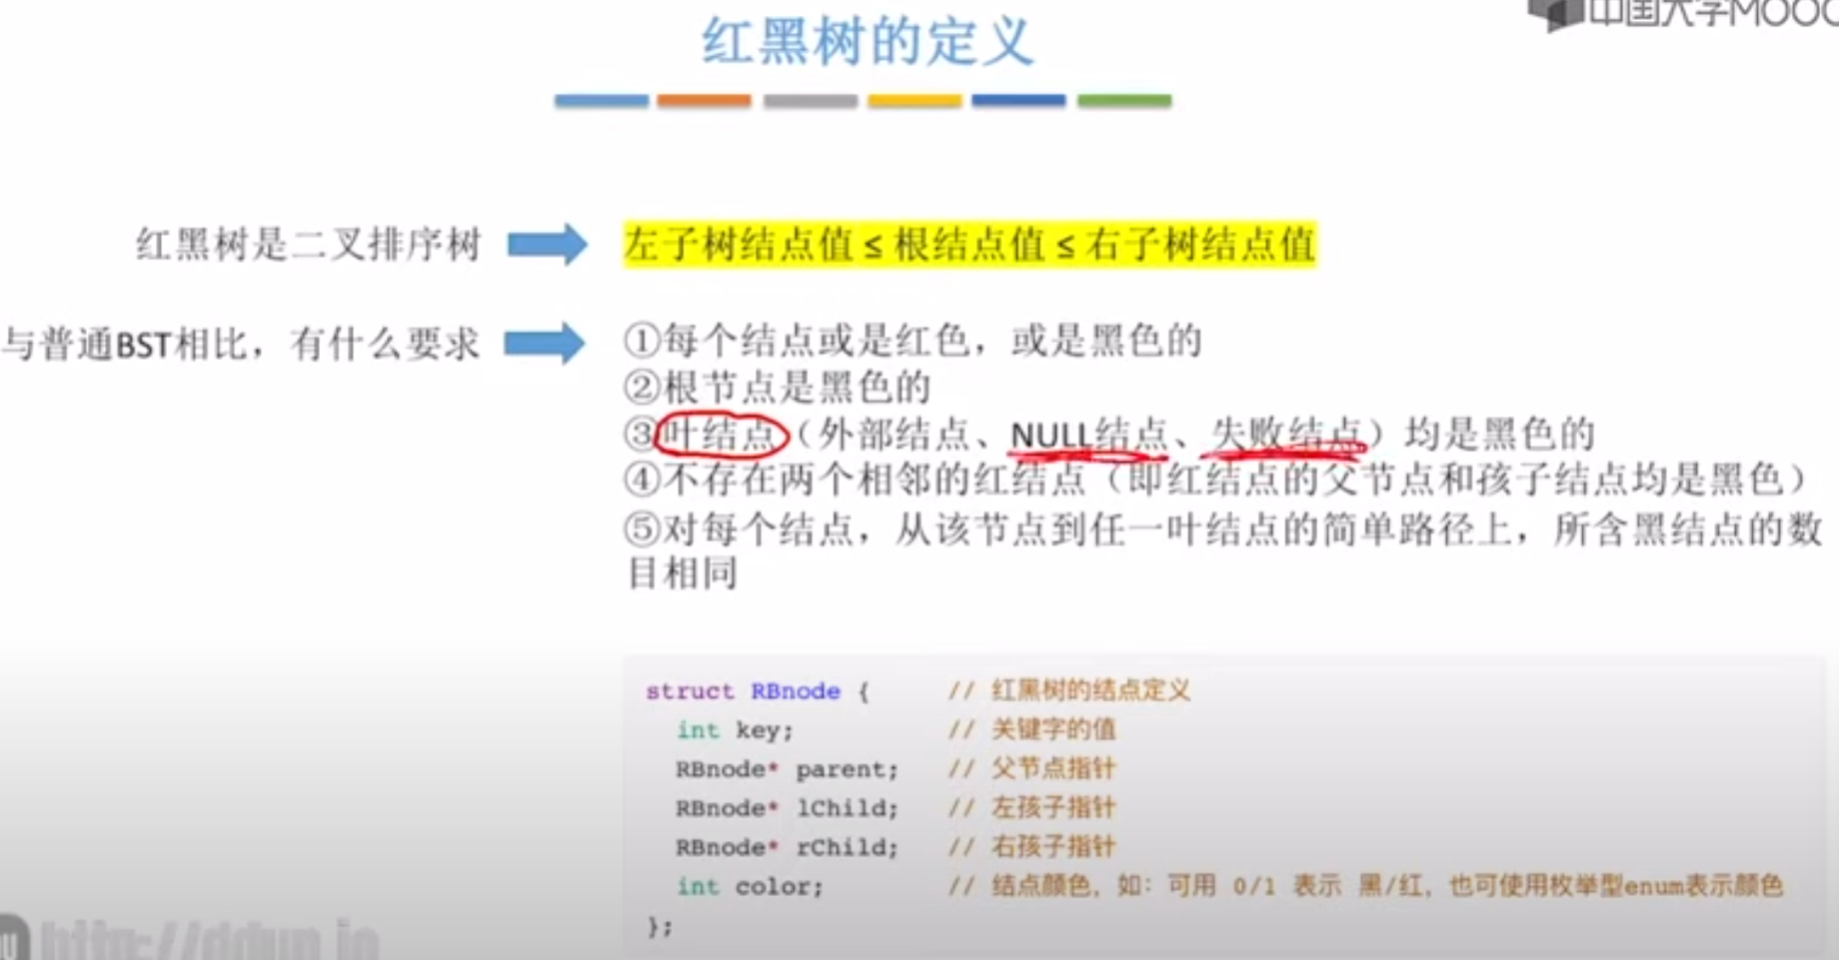 中国大学MOOC
红黑树的定义
红黑树是二叉排序树
左子树结点值 ≤ 根结点值 ≤ 右子树结点值
与普通BST相比，有什么要求
①每个结点或是红色，或是黑色的
②根节点是黑色的
③叶结点（外部结点、NULL结点、失败结点）均是黑色的
④不存在两个相邻的红结点（即红结点的父节点和孩子结点均是黑色）
⑤对每个结点，从该节点到任一叶结点的简单路径上，所含黑结点的数
目相同
struct RBnode { // 红黑树的结点定义
int key; // 关键字的值
RBnode* parent; // 父节点指针
RBnode* lChild; // 左孩子指针
RBnode* rChild; // 右孩子指针
int color; // 结点颜色，如：可用 0/1 表示 黑/红，也可使用枚举型enum表示颜色
};